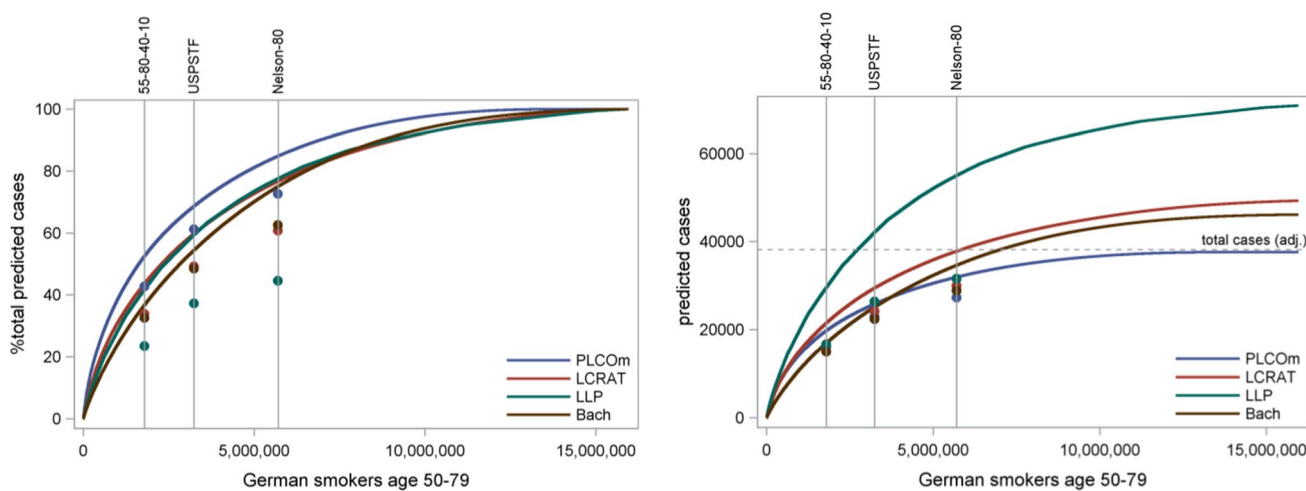 55-80-40-10
USPSTF
Nelson-80
100
80
60
40
20
0
%total predicted cases
PLCOm
LCRAT
LLP
Bach
0
5,000,000
10,000,000
15,000,000
German smokers age 50-79
55-80-40-10
USPSTF
Nelson-80
60000
40000
20000
0
predicted cases
total cases (adj.)
PLCOm
LCRAT
LLP
Bach
0
5,000,000
10,000,000
15,000,000
German smokers age 50-79